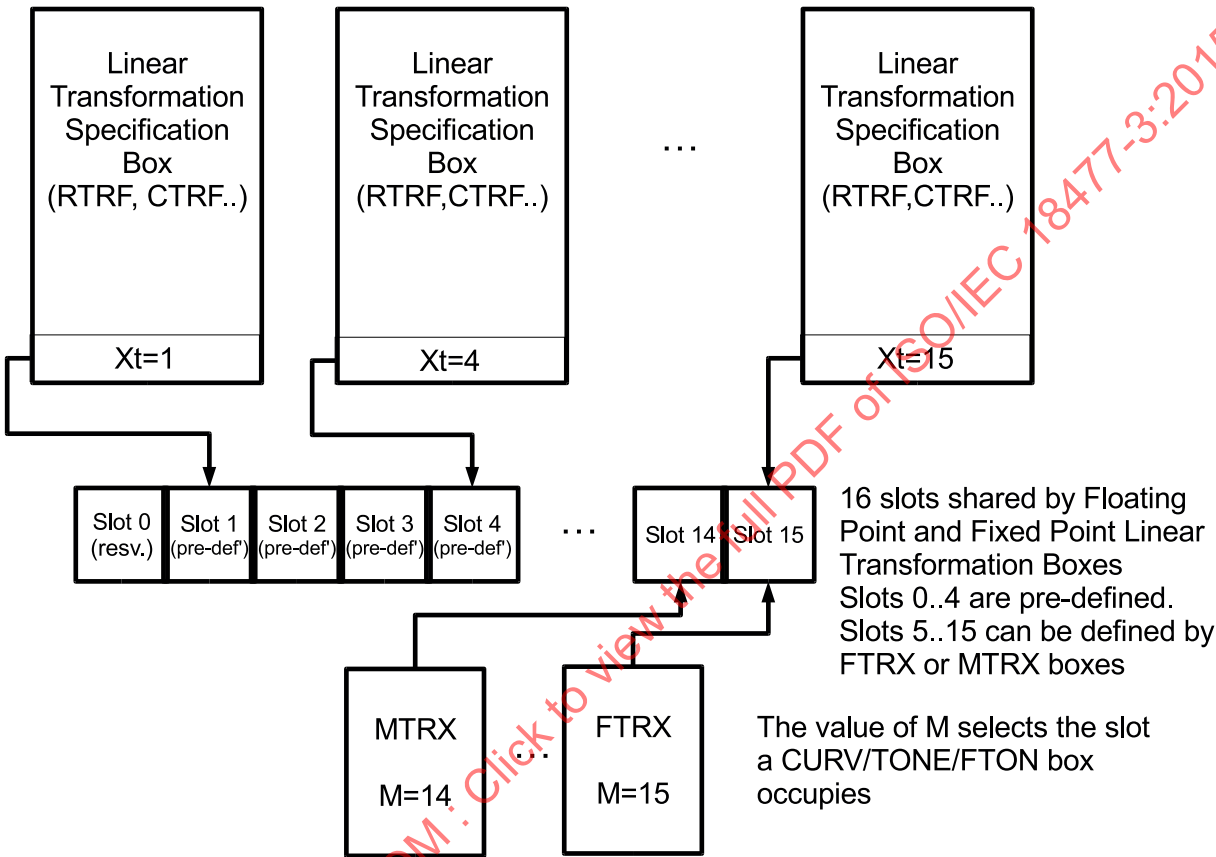 Linear
Transformation
Specification
Box
(RTRF, CTRF..)
Xt=1
Linear
Transformation
Specification
Box
(RTRF,CTRF..)
Xt=4
...
Linear
Transformation
Specification
Box
(RTRF,CTRF..)
Xt=15
Slot 0
(resv.)
Slot 1
(pre-def')
Slot 2
(pre-def')
Slot 3
(pre-def')
Slot 4
(pre-def')
...
Slot 14
Slot 15
16 slots shared by Floating
Point and Fixed Point Linear
Transformation Boxes
Slots 0..4 are pre-defined.
Slots 5..15 can be defined by
FTRX or MTRX boxes
MTRX
M=14
...
FTRX
M=15
The value of M selects the slot
a CURV/TONE/FTON box
occupies
OM : Click to view the full PDF of ISO/IEC 18477-3:2015